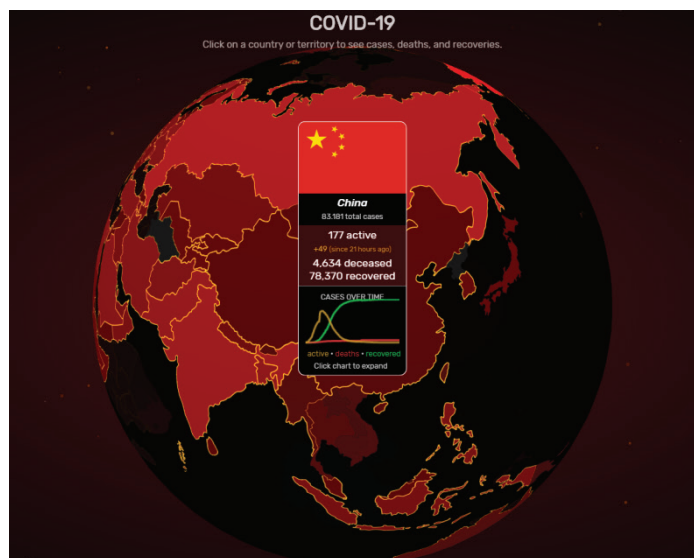 COVID-19
Click on a country or territory to see cases, deaths, and recoveries.
China
83.181 total cases
177 active
+49 (since 21 hours ago)
4,634 deceased
78,370 recovered
CASES OVER TIME
active • deaths • recovered
Click chart to expand